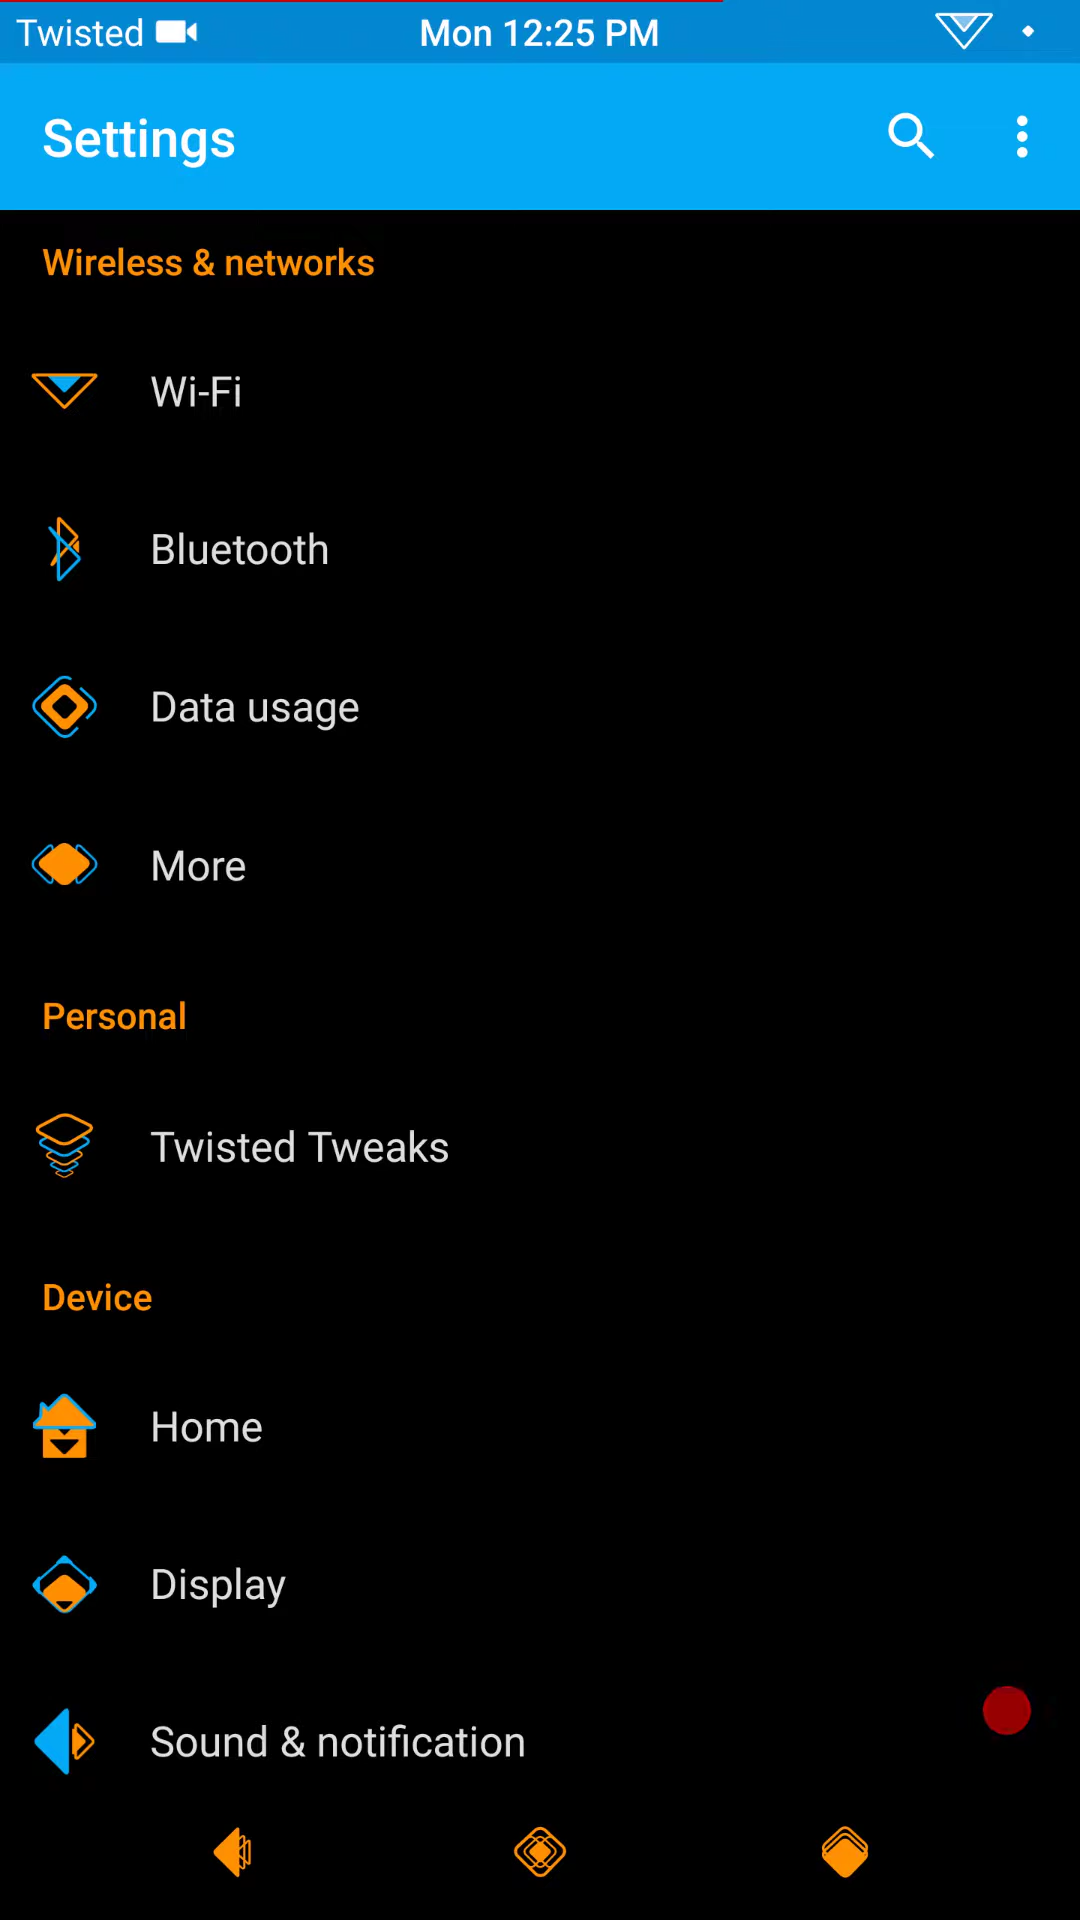 Twisted
Mon 12:25 PM
Settings
Wireless & networks
Wi-Fi
Bluetooth
Data usage
More
Personal
Twisted Tweaks
Device
Home
Display
Sound & notification